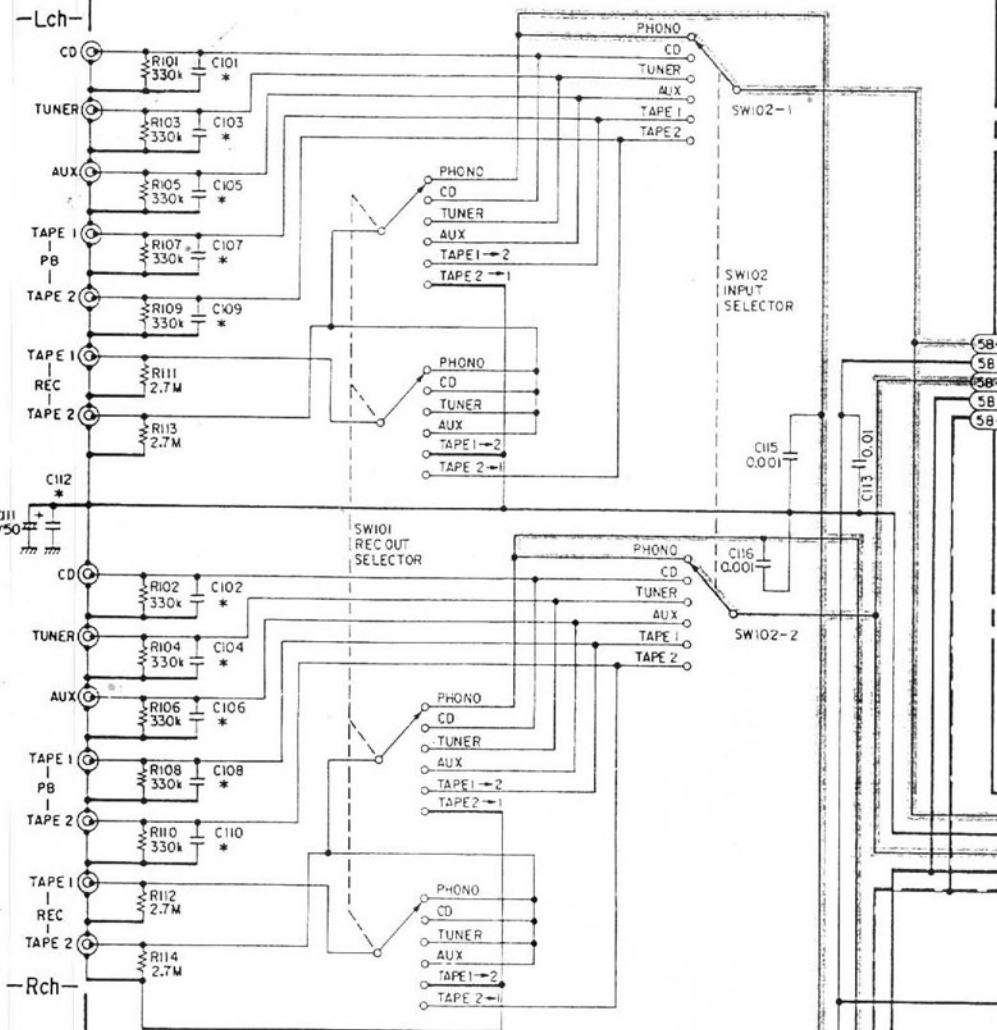 —Lch—
CD
R101
330k
C101
*
TUNER
R103
330k
C103
*
AUX
R105
330k
C105
*
TAPE 1
PB
TAPE 2
R107
330k
C107
*
R109
330k
C109
*
TAPE 1
REC
TAPE 2
R111
2.7M
R113
2.7M
C112
*
PHONO
CD
TUNER
AUX
TAPE 1
TAPE 2
SW102-1
PHONO
CD
TUNER
AUX
TAPE1→2
TAPE 2→1
SW102
INPUT
SELECTOR
PHONO
CD
TUNER
AUX
TAPE1→2
TAPE 2→1
C115
0.001
C113
0.01
58
58
58
58
58
SW101
REC OUT
SELECTOR
C116
0.001
CD
R102
330k
C102
*
TUNER
R104
330k
C104
*
AUX
R106
330k
C106
*
TAPE 1
PB
TAPE 2
R108
330k
C108
*
R110
330k
C110
*
TAPE 1
REC
TAPE 2
R112
2.7M
R114
2.7M
—Rch—
PHONO
CD
TUNER
AUX
TAPE 1
TAPE 2
SW102-2
PHONO
CD
TUNER
AUX
TAPE1→2
TAPE2→1
PHONO
CD
TUNER
AUX
TAPE1→2
TAPE 2→1